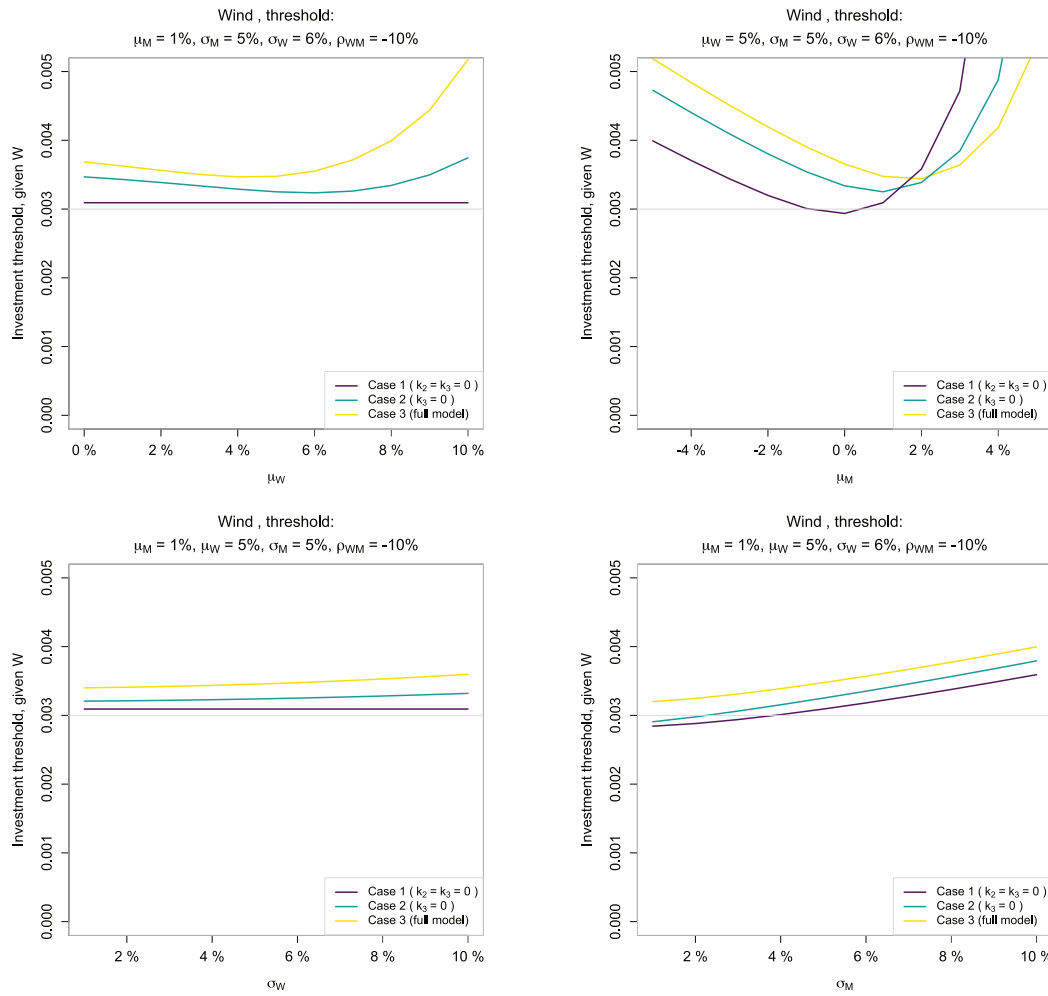 Wind , threshold:
μM = 1%, σM = 5%, σW = 6%, ρWM = -10%
Investment threshold, given W
0.005
0.004
0.003
0.002
0.001
0.000
Case 1 ( k2 = k3 = 0 )
Case 2 ( k3 = 0 )
Case 3 (full model)
0 % 2 % 4 % 6 % 8 % 10 %
μW
Wind , threshold:
μW = 5%, σM = 5%, σW = 6%, ρWM = -10%
Investment threshold, given W
0.005
0.004
0.003
0.002
0.001
0.000
Case 1 ( k2 = k3 = 0 )
Case 2 ( k3 = 0 )
Case 3 (full model)
-4 % -2 % 0 % 2 % 4 %
μM
Wind , threshold:
μM = 1%, μW = 5%, σM = 5%, ρWM = -10%
Investment threshold, given W
0.005
0.004
0.003
0.002
0.001
0.000
Case 1 ( k2 = k3 = 0 )
Case 2 ( k3 = 0 )
Case 3 (full model)
2 % 4 % 6 % 8 % 10 %
σW
Wind , threshold:
μM = 1%, μW = 5%, σW = 6%, ρWM = -10%
Investment threshold, given W
0.005
0.004
0.003
0.002
0.001
0.000
Case 1 ( k2 = k3 = 0 )
Case 2 ( k3 = 0 )
Case 3 (full model)
2 % 4 % 6 % 8 % 10 %
σM